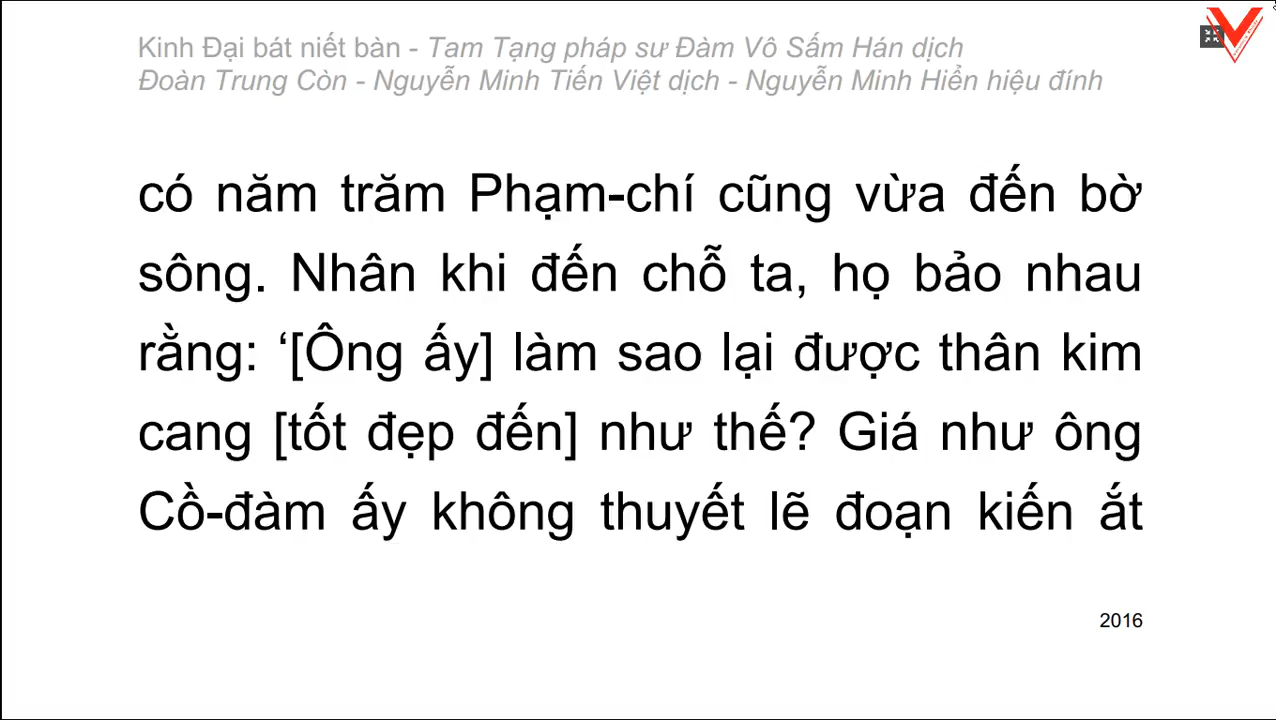 Kinh Đại bát niết bàn - Tam Tạng pháp sư Đàm Vô Sấm Hán dịch
Đoàn Trung Còn - Nguyễn Minh Tiến Việt dịch - Nguyễn Minh Hiển hiệu đính
có năm trăm Phạm-chí cũng vừa đến bờ
sông. Nhân khi đến chỗ ta, họ bảo nhau
rằng: ‘[Ông ấy] làm sao lại được thân kim
cang [tốt đẹp đến] như thế? Giá như ông
Cồ-đàm ấy không thuyết lẽ đoạn kiến ắt
2016